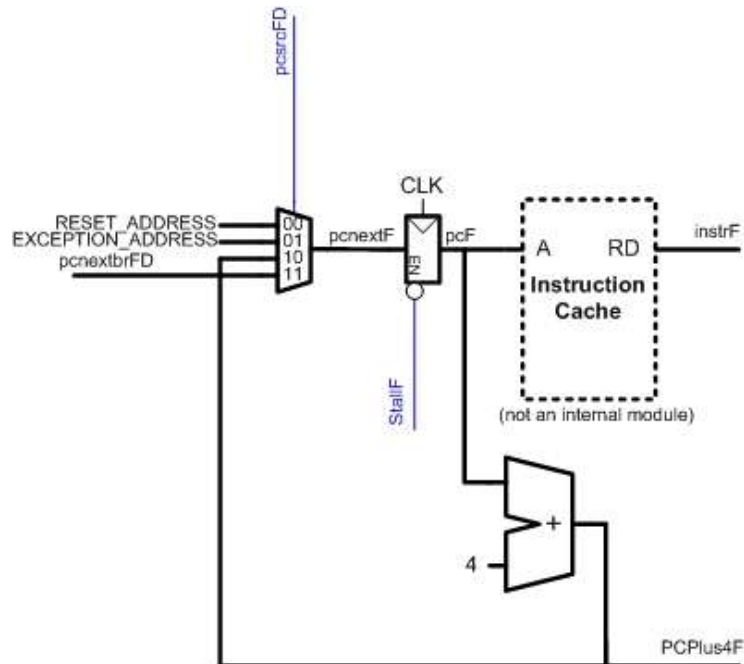 pcsrcFD
CLK
RESET_ADDRESS
00
EXCEPTION_ADDRESS
01
10
pcnextbrFD
11
pcnextF
EN
pcF
A
RD
instrF
Instruction
Cache
StallF
(not an internal module)
+
4
PCPlus4F